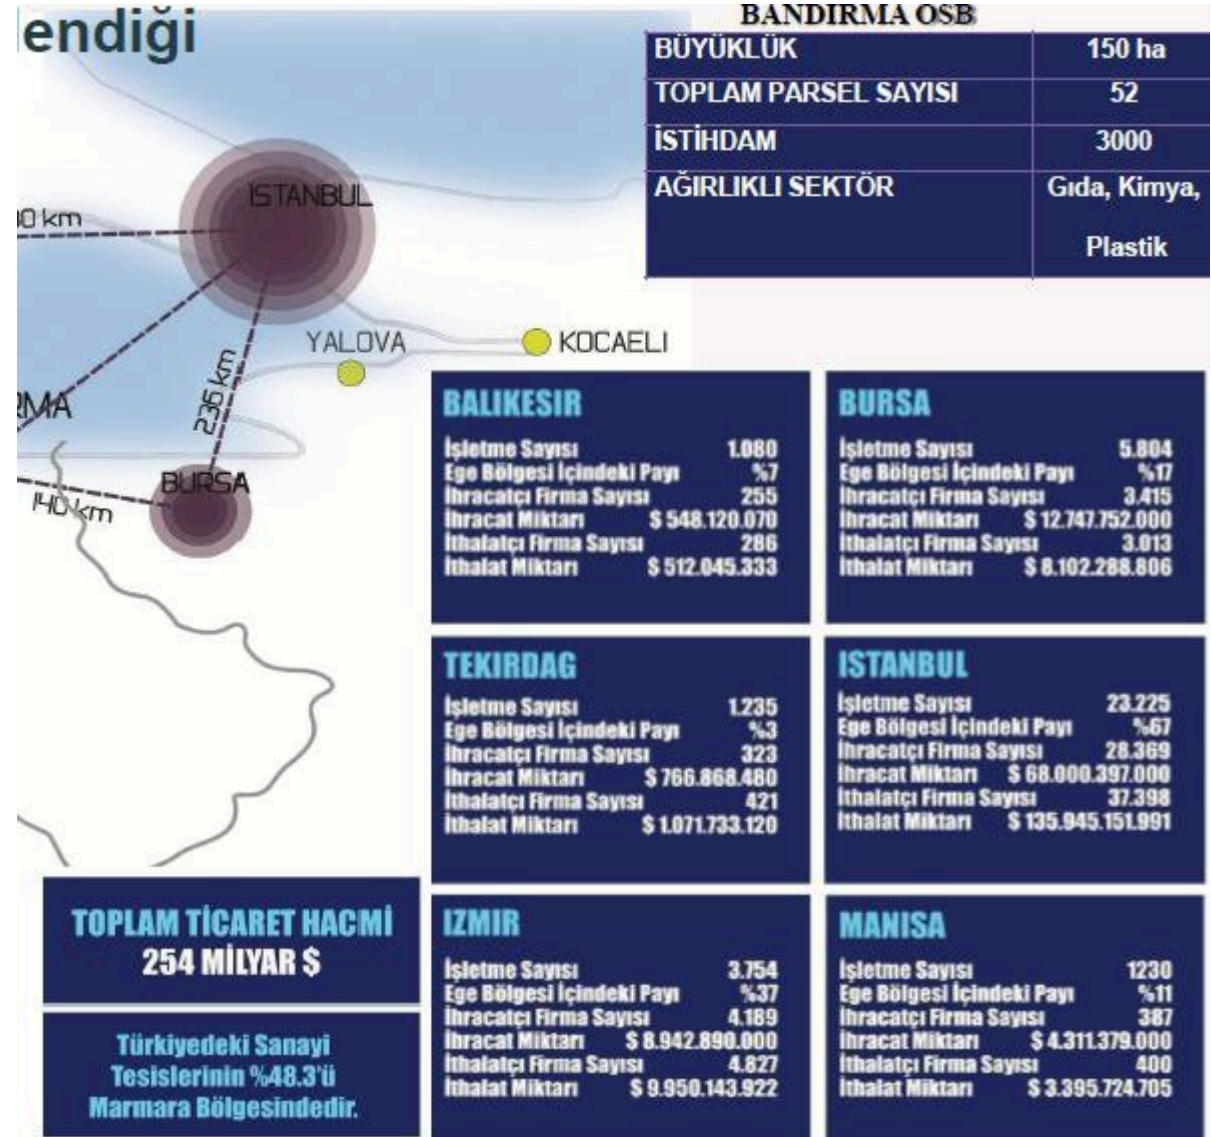 lendiği
BANDIRMA OSB
BÜYÜKLÜK 150 ha
TOPLAM PARSEL SAYISI 52
İSTİHDAM 3000
AĞIRLIKLI SEKTÖR Gıda, Kimya,
Plastik
ISTANBUL
0 km
YALOVA
KOCAELI
236 km
RMA
BURSA
140 km
BALIKESIR
İşletme Sayısı 1.080
Ege Bölgesi İçindeki Payı %7
İhracatçı Firma Sayısı 255
İhracat Miktarı $ 548.120.070
İthalatçı Firma Sayısı 286
İthalat Miktarı $ 512.045.333
BURSA
İşletme Sayısı 5.804
Ege Bölgesi İçindeki Payı %17
İhracatçı Firma Sayısı 3.415
İhracat Miktarı $ 12.747.752.000
İthalatçı Firma Sayısı 3.013
İthalat Miktarı $ 8.102.288.806
TEKIRDAG
İşletme Sayısı 1.235
Ege Bölgesi İçindeki Payı %3
İhracatçı Firma Sayısı 323
İhracat Miktarı $ 766.868.480
İthalatçı Firma Sayısı 421
İthalat Miktarı $ 1.071.733.120
ISTANBUL
İşletme Sayısı 23.225
Ege Bölgesi İçindeki Payı %67
İhracatçı Firma Sayısı 28.369
İhracat Miktarı $ 68.000.397.000
İthalatçı Firma Sayısı 37.398
İthalat Miktarı $ 135.945.151.991
TOPLAM TİCARET HACMİ
254 MİLYAR $
Türkiyedeki Sanayi
Tesislerinin %48.3'ü
Marmara Bölgesindedir.
IZMIR
İşletme Sayısı 3.754
Ege Bölgesi İçindeki Payı %37
İhracatçı Firma Sayısı 4.189
İhracat Miktarı $ 8.942.890.000
İthalatçı Firma Sayısı 4.827
İthalat Miktarı $ 9.950.143.922
MANISA
İşletme Sayısı 1230
Ege Bölgesi İçindeki Payı %11
İhracatçı Firma Sayısı 387
İhracat Miktarı $ 4.311.379.000
İthalatçı Firma Sayısı 400
İthalat Miktarı $ 3.395.724.705